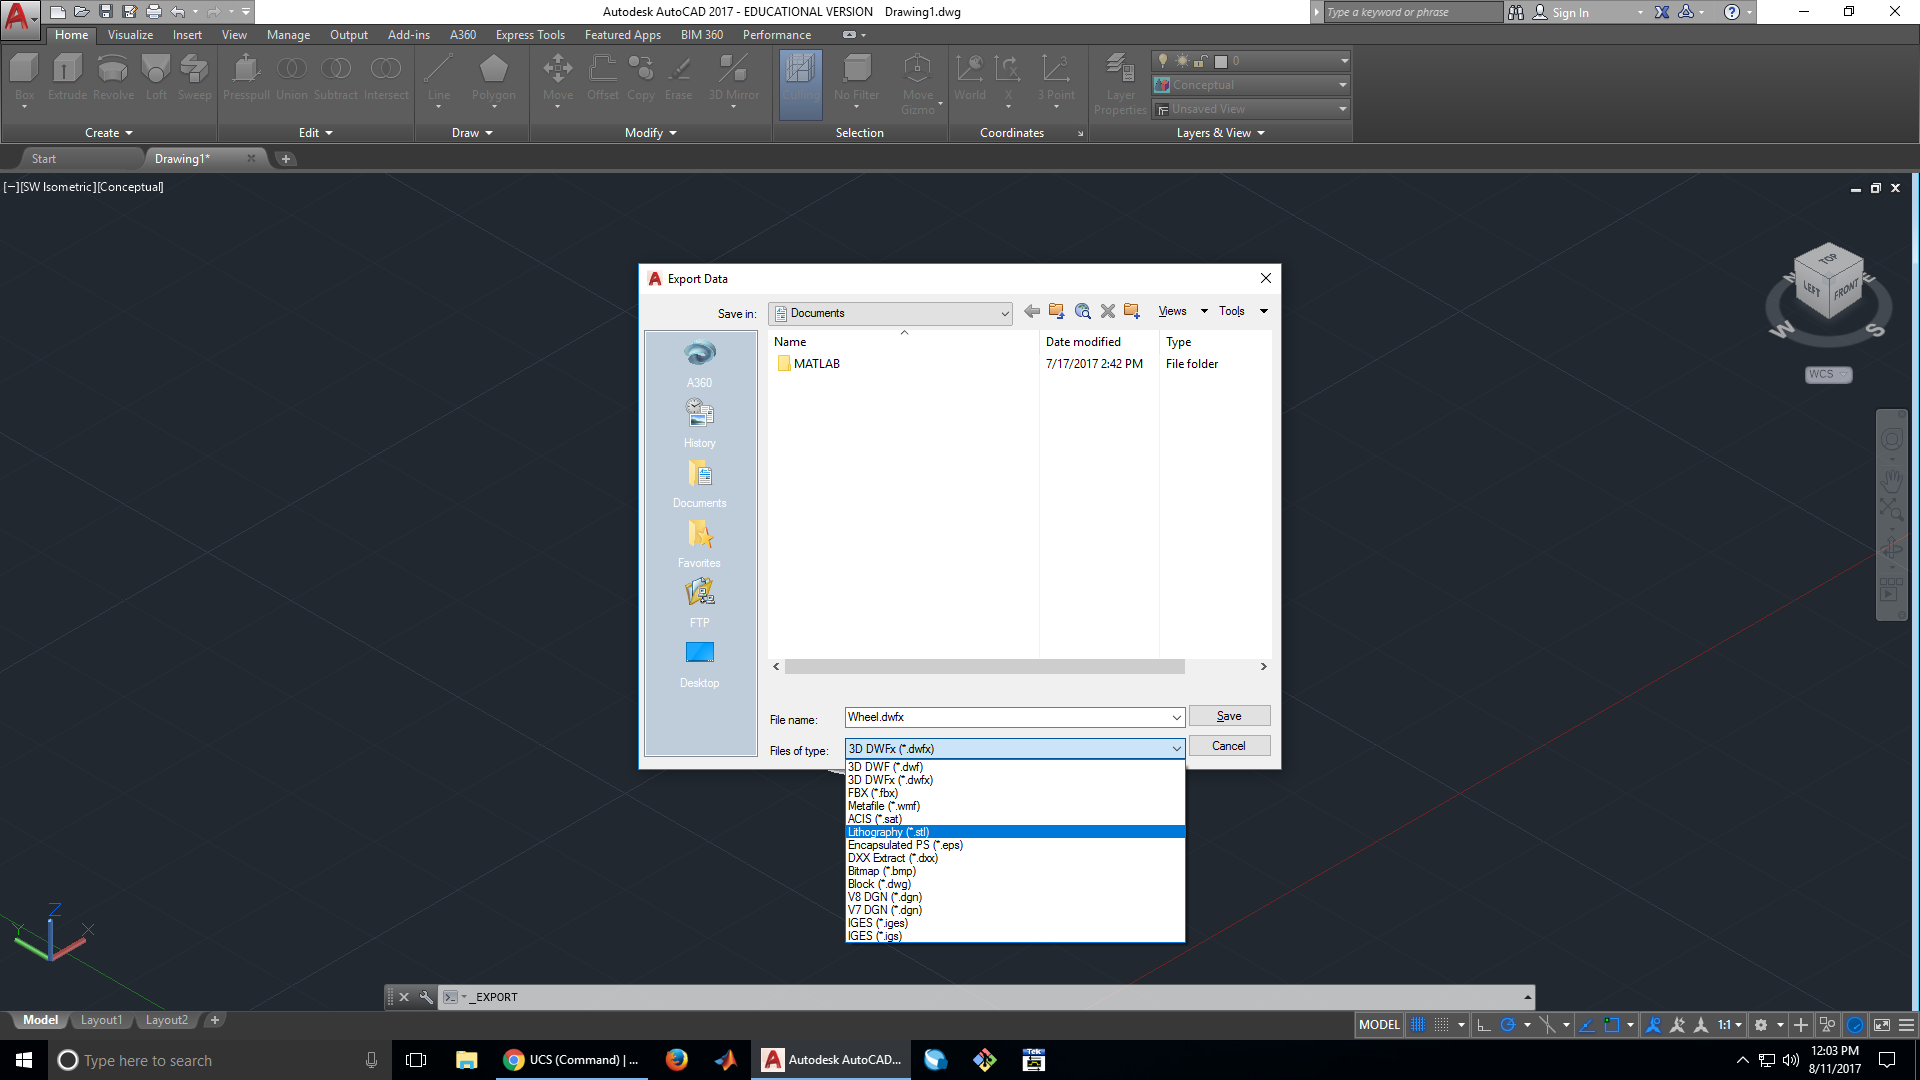 Autodesk AutoCAD 2017 - EDUCATIONAL VERSION Drawing1.dwg
Type a keyword or phrase
Sign In
Home Visualize Insert View Manage Output Add-ins A360 Express Tools Featured Apps BIM 360 Performance
Box Extrude Revolve Loft Sweep Presspull Union Subtract Intersect Line Polygon Move Offset Copy Erase 3D Mirror Culling No Filter Move Gizmo World X 3 Point Layer Properties
0
Conceptual
Unsaved View
Create Edit Draw Modify Selection Coordinates Layers & View
Start Drawing1*
[−][SW Isometric][Conceptual]
TOP
LEFT FRONT
N E
W S
WCS
Export Data
Save in: Documents Views Tools
Name Date modified Type
MATLAB 7/17/2017 2:42 PM File folder
A360
History
Documents
Favorites
FTP
Desktop
File name: Wheel.dwfx Save
Files of type: 3D DWFx (*.dwfx) Cancel
3D DWF (*.dwf)
3D DWFx (*.dwfx)
FBX (*.fbx)
Metafile (*.wmf)
ACIS (*.sat)
Lithography (*.stl)
Encapsulated PS (*.eps)
DXX Extract (*.dxx)
Bitmap (*.bmp)
Block (*.dwg)
V8 DGN (*.dgn)
V7 DGN (*.dgn)
IGES (*.iges)
IGES (*.igs)
Z
Y X
_EXPORT
Model Layout1 Layout2
MODEL 1:1
Type here to search
UCS (Command) | ...
Autodesk AutoCAD...
Tek
12:03 PM
8/11/2017